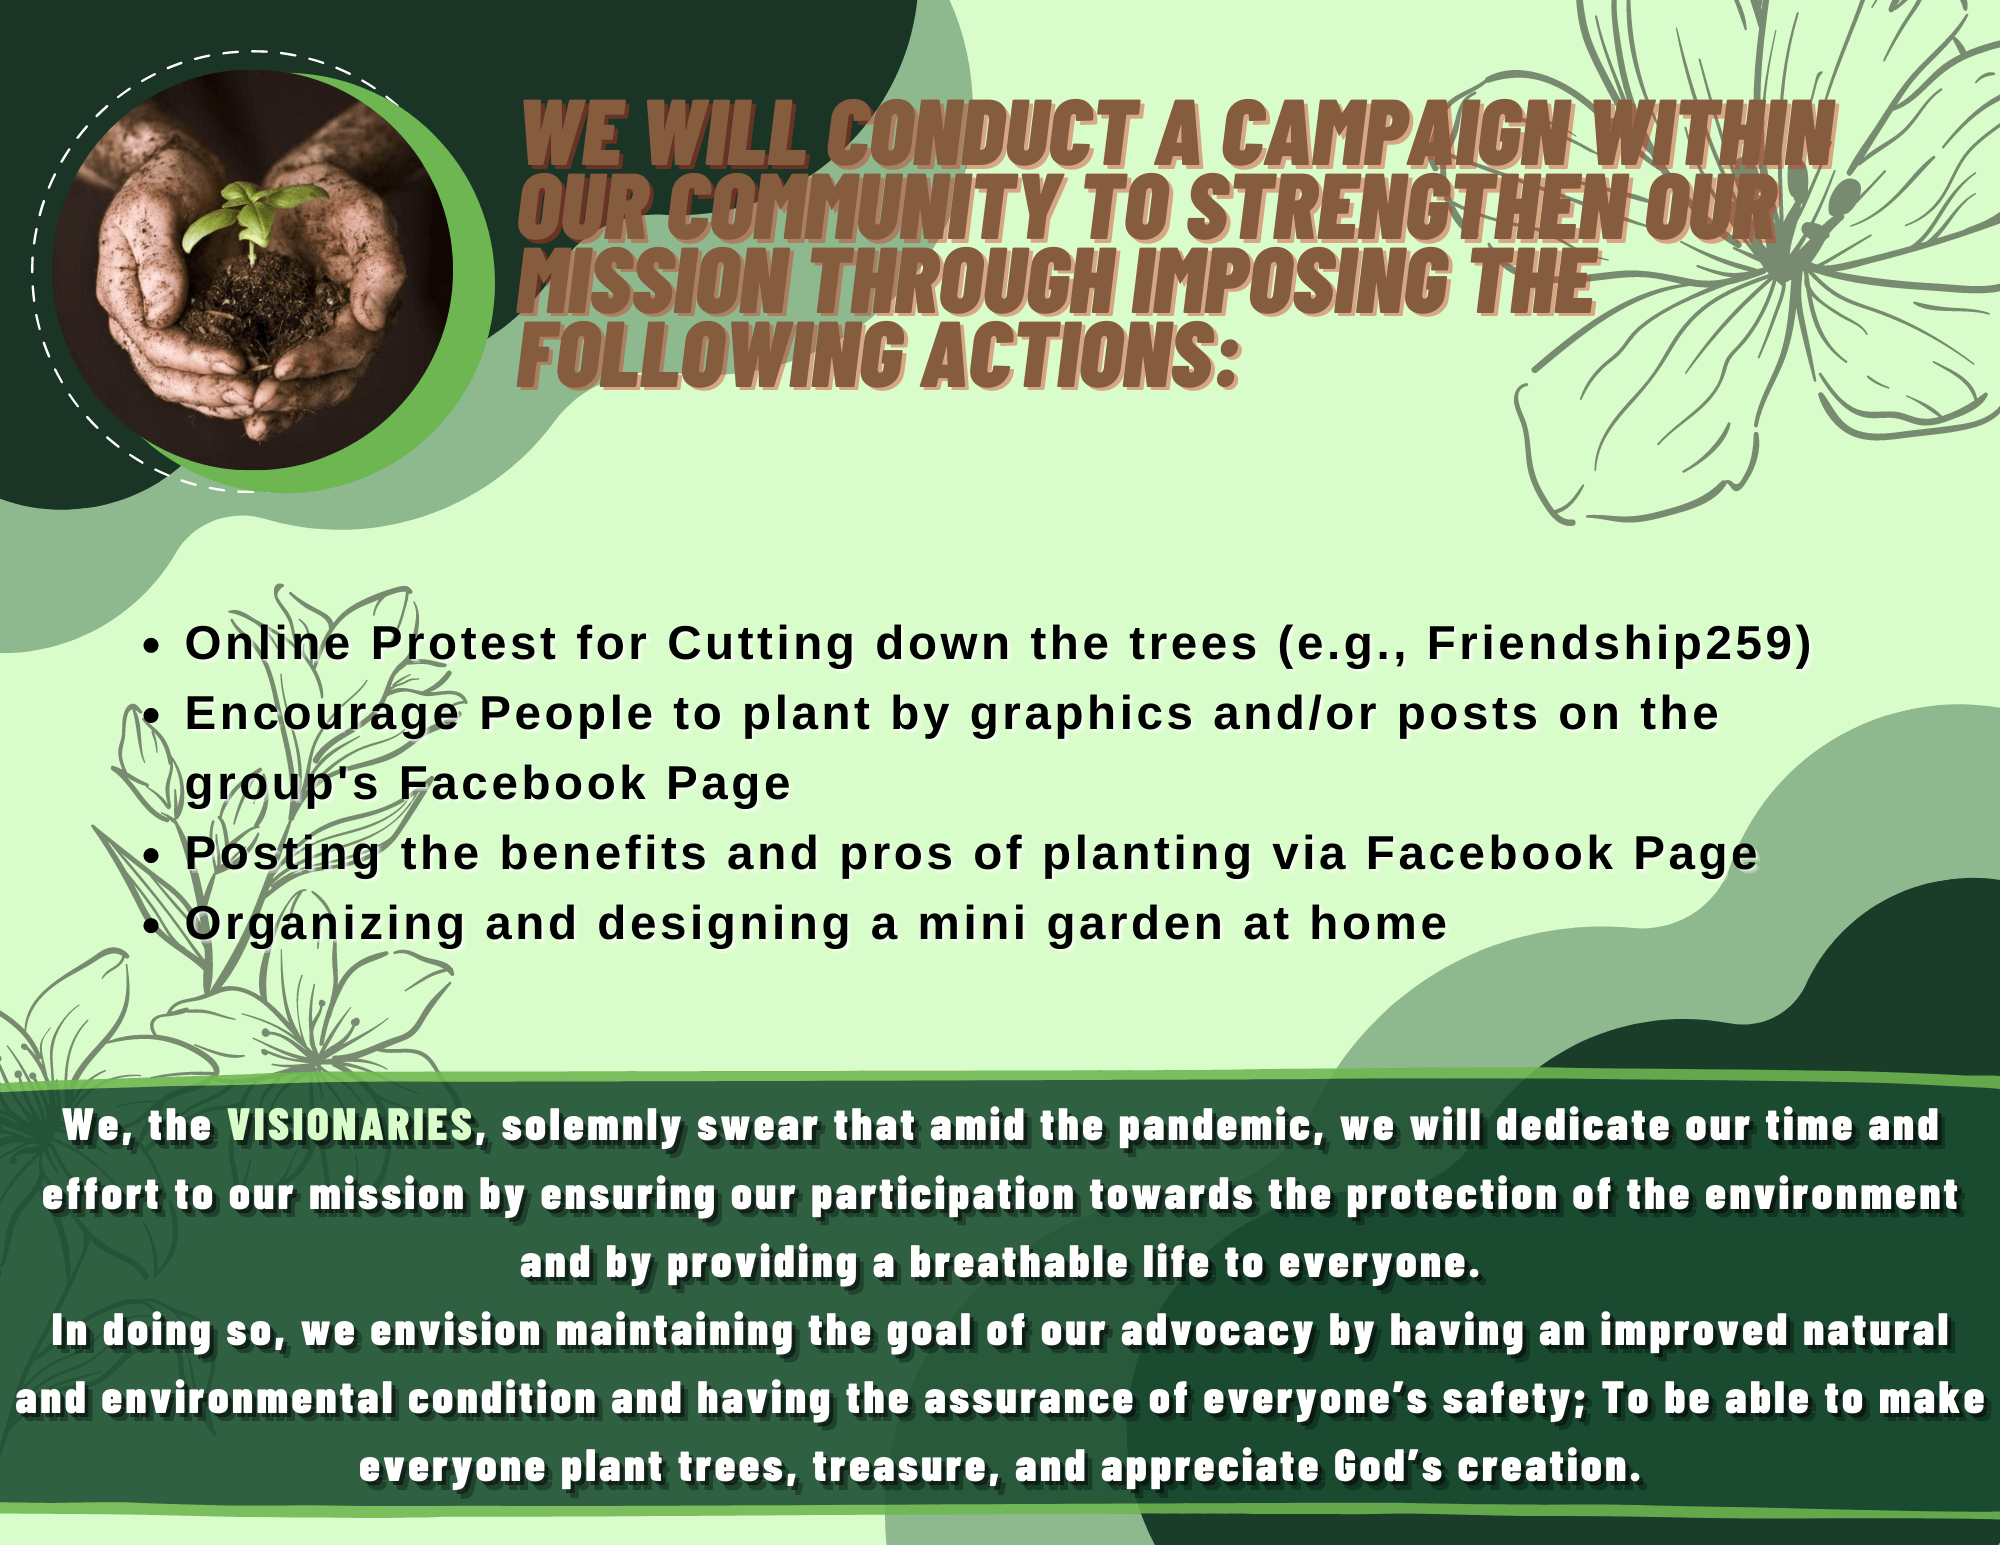 WE WILL CONDUCT A CAMPAIGN WITHIN
OUR COMMUNITY TO STRENGTHEN OUR
MISSION THROUGH IMPOSING THE
FOLLOWING ACTIONS:
• Online Protest for Cutting down the trees (e.g., Friendship259)
• Encourage People to plant by graphics and/or posts on the
group's Facebook Page
• Posting the benefits and pros of planting via Facebook Page
• Organizing and designing a mini garden at home
We, the VISIONARIES, solemnly swear that amid the pandemic, we will dedicate our time and
effort to our mission by ensuring our participation towards the protection of the environment
and by providing a breathable life to everyone.
In doing so, we envision maintaining the goal of our advocacy by having an improved natural
and environmental condition and having the assurance of everyone’s safety; To be able to make
everyone plant trees, treasure, and appreciate God’s creation.